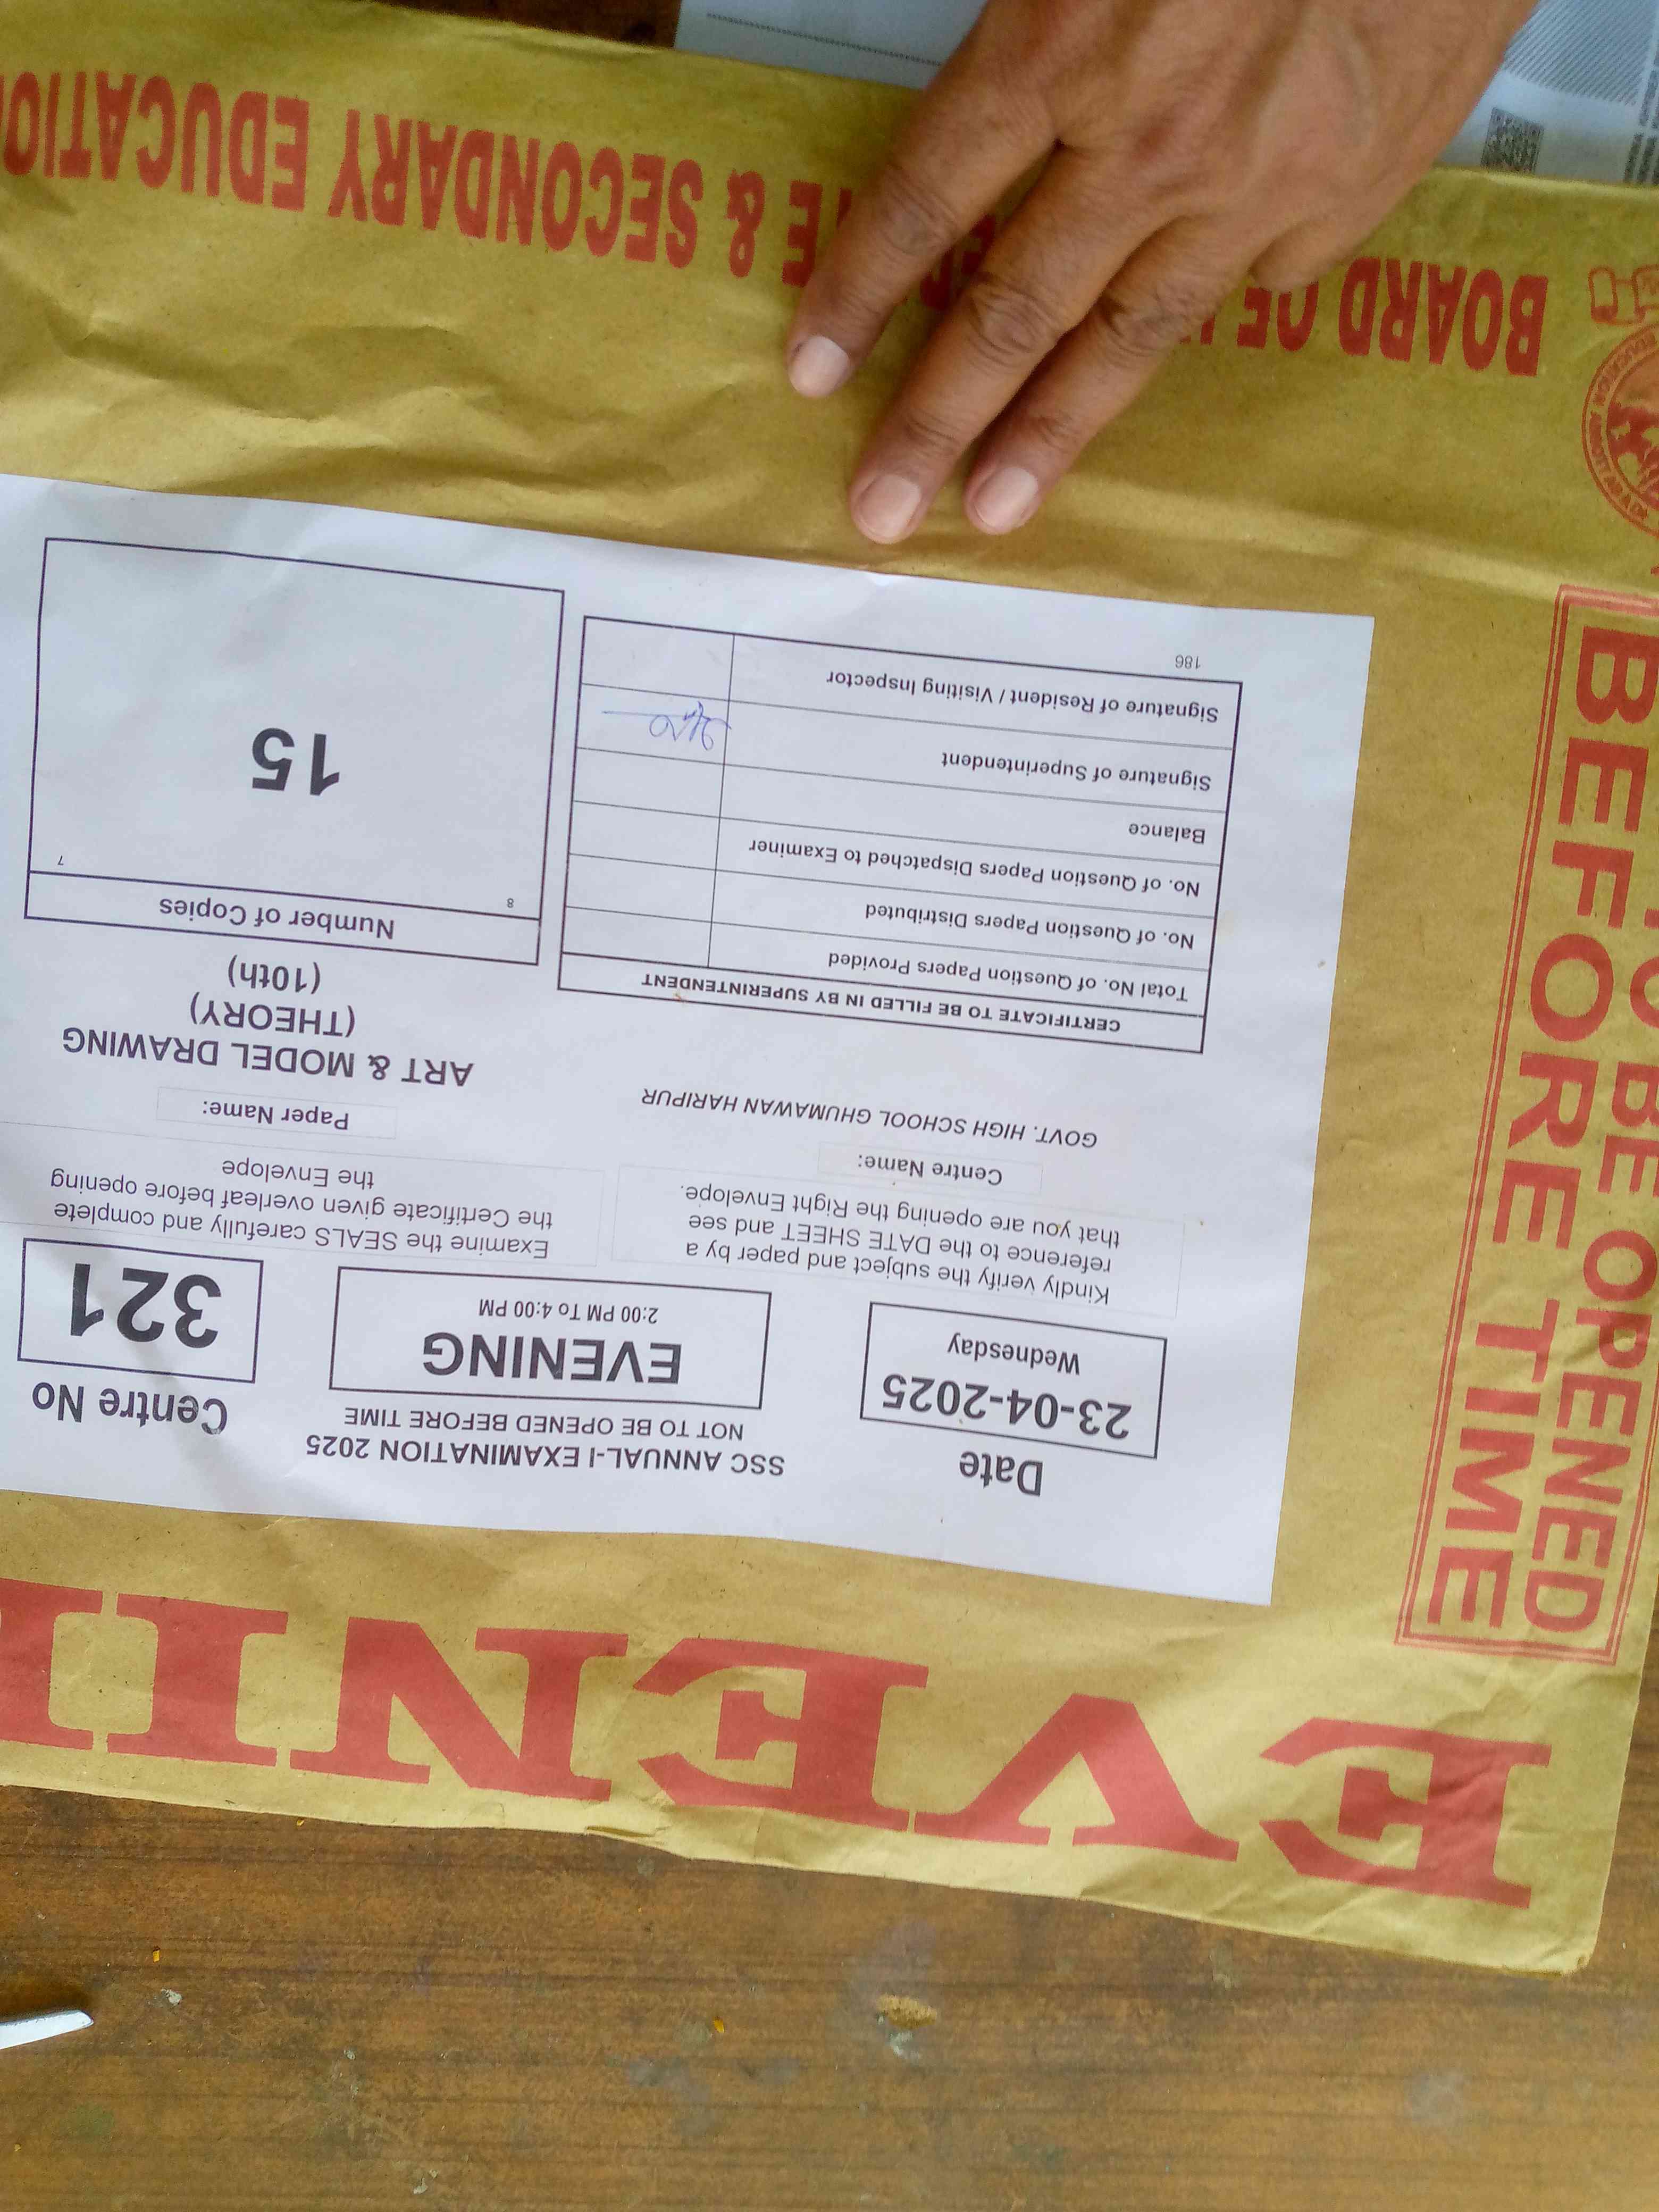 EVENI
TO BE OPENED
BEFORE TIME
Date
23-04-2025
Wednesday
SSC ANNUAL-I EXAMINATION 2025
NOT TO BE OPENED BEFORE TIME
EVENING
2:00 PM To 4:00 PM
Centre No
321
Kindly verify the subject and paper by a
reference to the DATE SHEET and see
that you are opening the Right Envelope.
Examine the SEALS carefully and complete
the Certificate given overleaf before opening
the Envelope
Centre Name:
GOVT. HIGH SCHOOL GHUMAWAN HARIPUR
Paper Name:
ART & MODEL DRAWING
(THEORY)
(10th)
CERTIFICATE TO BE FILLED IN BY SUPERINTENDENT
Total No. of Question Papers Provided
No. of Question Papers Distributed
No. of Question Papers Dispatched to Examiner
Balance
Signature of Superintendent
Signature of Resident / Visiting Inspector
186
Number of Copies
8 7
15
BOARD OF & SECONDARY EDUCATIO